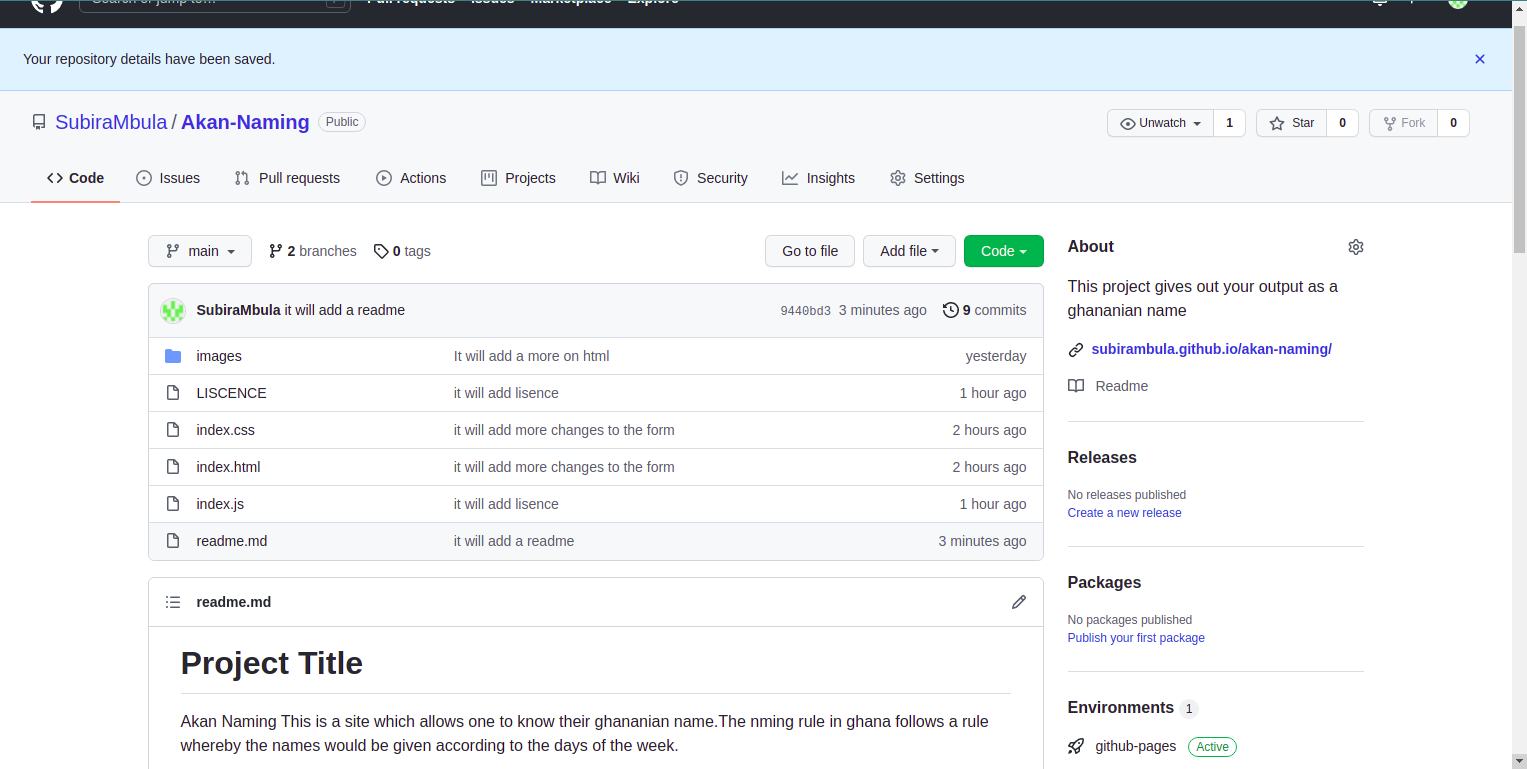 Search or jump to... /
Pull requests Issues Marketplace Explore
Your repository details have been saved.
SubiraMbula / Akan-Naming Public
Unwatch 1 Star 0 Fork 0
Code Issues Pull requests Actions Projects Wiki Security Insights Settings
main 2 branches 0 tags Go to file Add file Code
SubiraMbula it will add a readme 9440bd3 3 minutes ago 9 commits
images It will add a more on html yesterday
LISCENCE it will add lisence 1 hour ago
index.css it will add more changes to the form 2 hours ago
index.html it will add more changes to the form 2 hours ago
index.js it will add lisence 1 hour ago
readme.md it will add a readme 3 minutes ago
readme.md
Project Title
Akan Naming This is a site which allows one to know their ghananian name.The nming rule in ghana follows a rule
whereby the names would be given according to the days of the week.
About
This project gives out your output as a
ghananian name
subirambula.github.io/akan-naming/
Readme
Releases
No releases published
Create a new release
Packages
No packages published
Publish your first package
Environments 1
github-pages Active